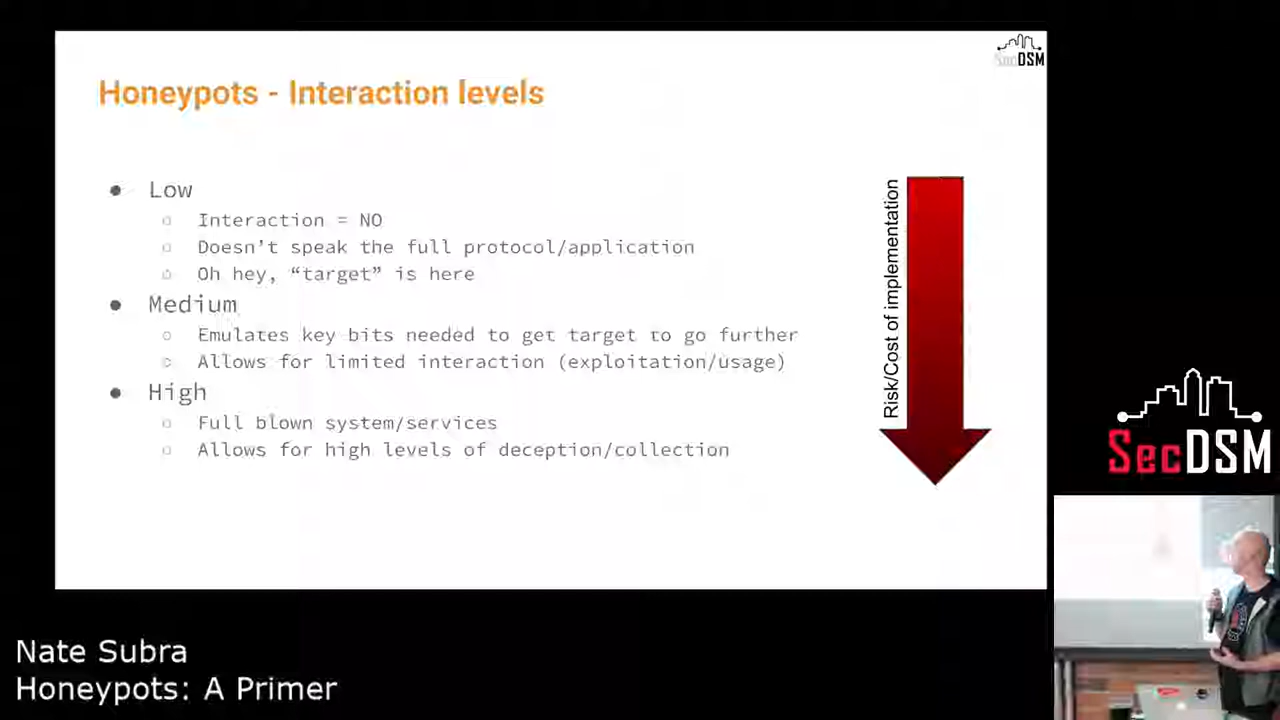 SecDSM
Honeypots - Interaction levels
● Low
○ Interaction = NO
○ Doesn't speak the full protocol/application
○ Oh hey, “target” is here
● Medium
○ Emulates key bits needed to get target to go further
○ Allows for limited interaction (exploitation/usage)
● High
○ Full blown system/services
○ Allows for high levels of deception/collection
Risk/Cost of implementation
SecDSM
Nate Subra
Honeypots: A Primer